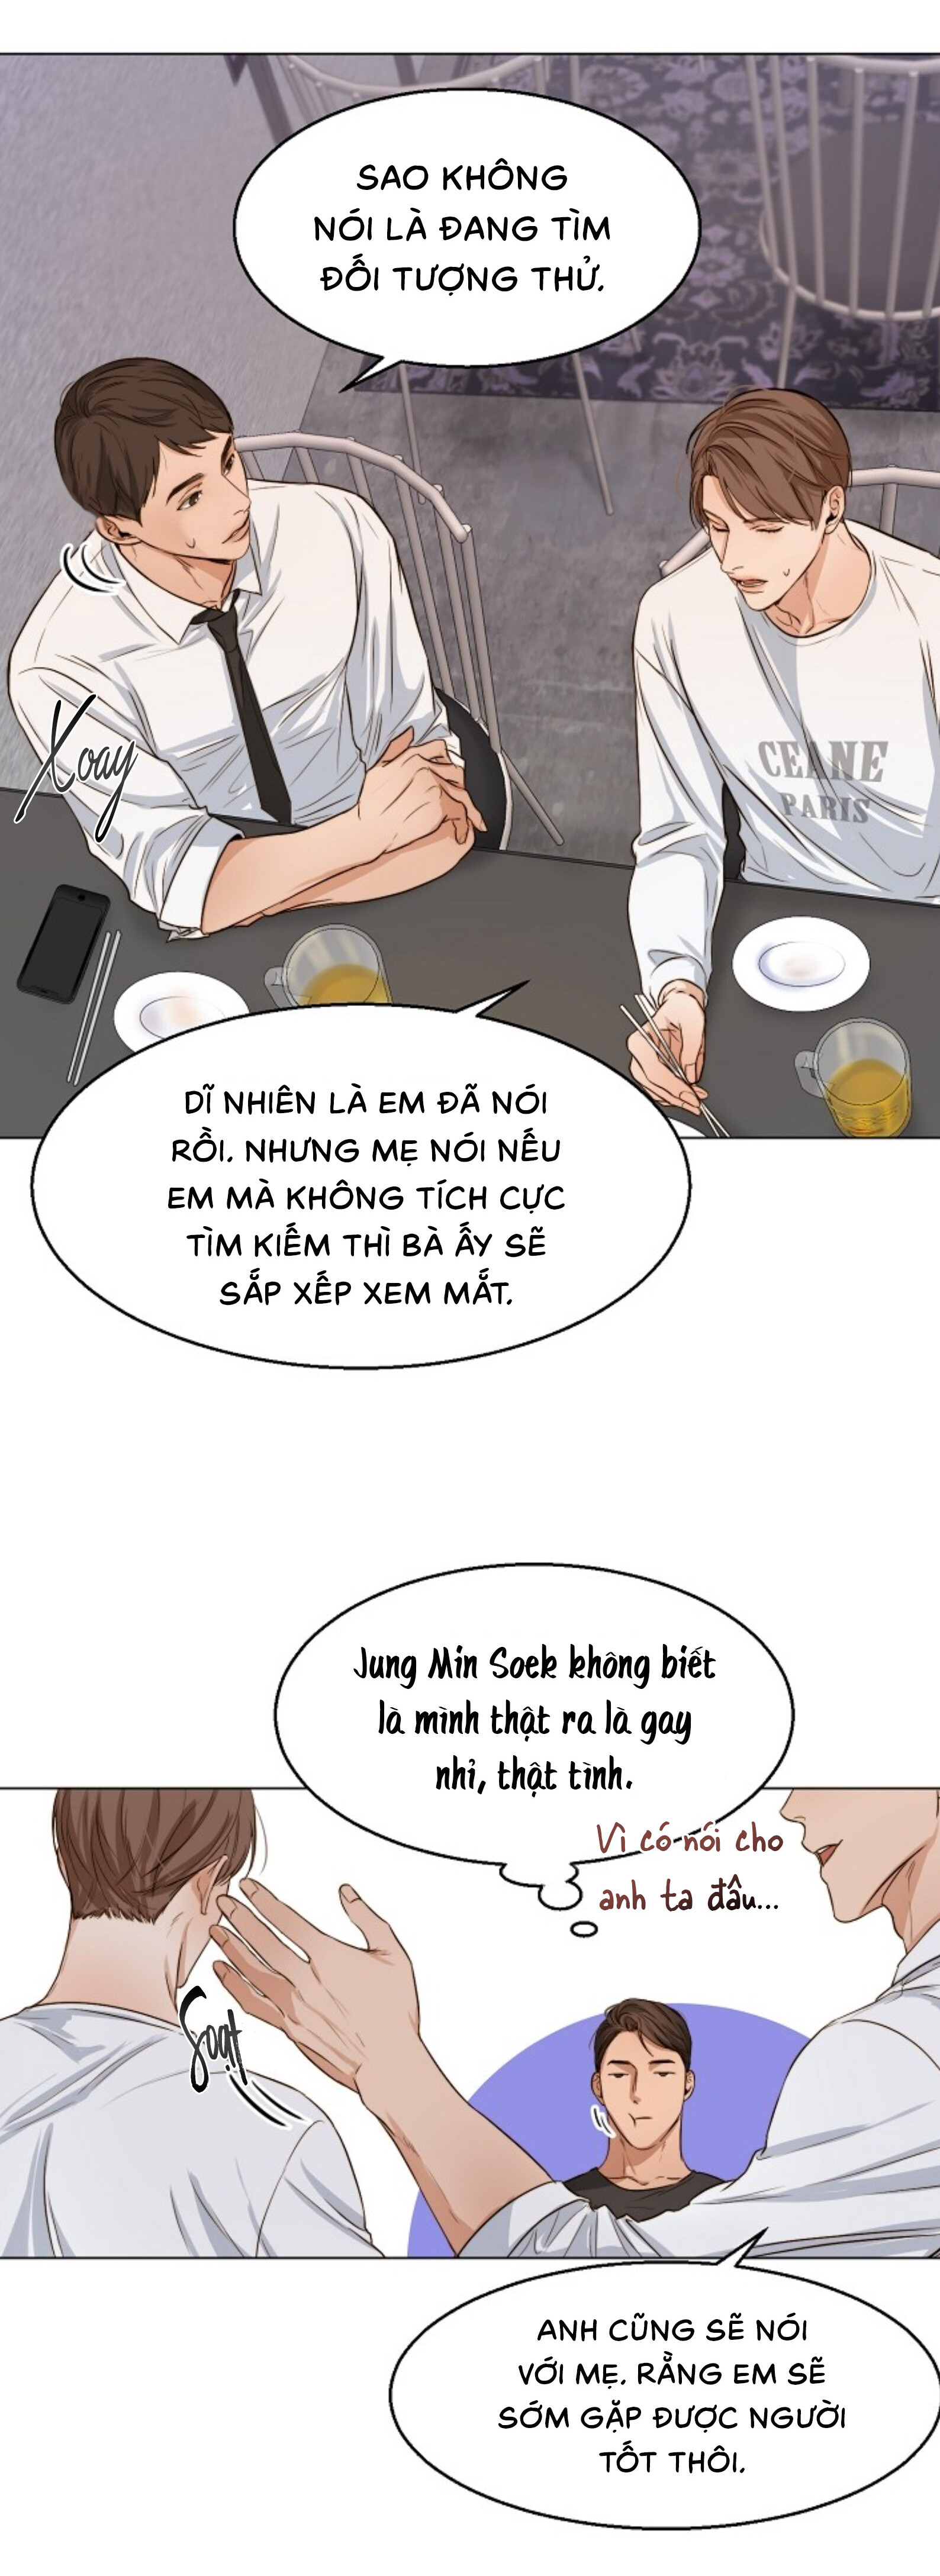 SAO KHÔNG
NÓI LÀ ĐANG TÌM
ĐỐI TƯỢNG THỬ.
Xoay
CEANE
PARIS
DĨ NHIÊN LÀ EM ĐÃ NÓI
RỒI. NHƯNG MẸ NÓI NẾU
EM MÀ KHÔNG TÍCH CỰC
TÌM KIẾM THÌ BÀ ẤY SẼ
SẮP XẾP XEM MẮT.
Jung Min Soek không biết
là mình thật ra là gay
nhỉ, thật tình.
Vì có nói cho
anh ta đâu...
Soạt
ANH CŨNG SẼ NÓI
VỚI MẸ. RẰNG EM SẼ
SỚM GẶP ĐƯỢC NGƯỜI
TỐT THÔI.